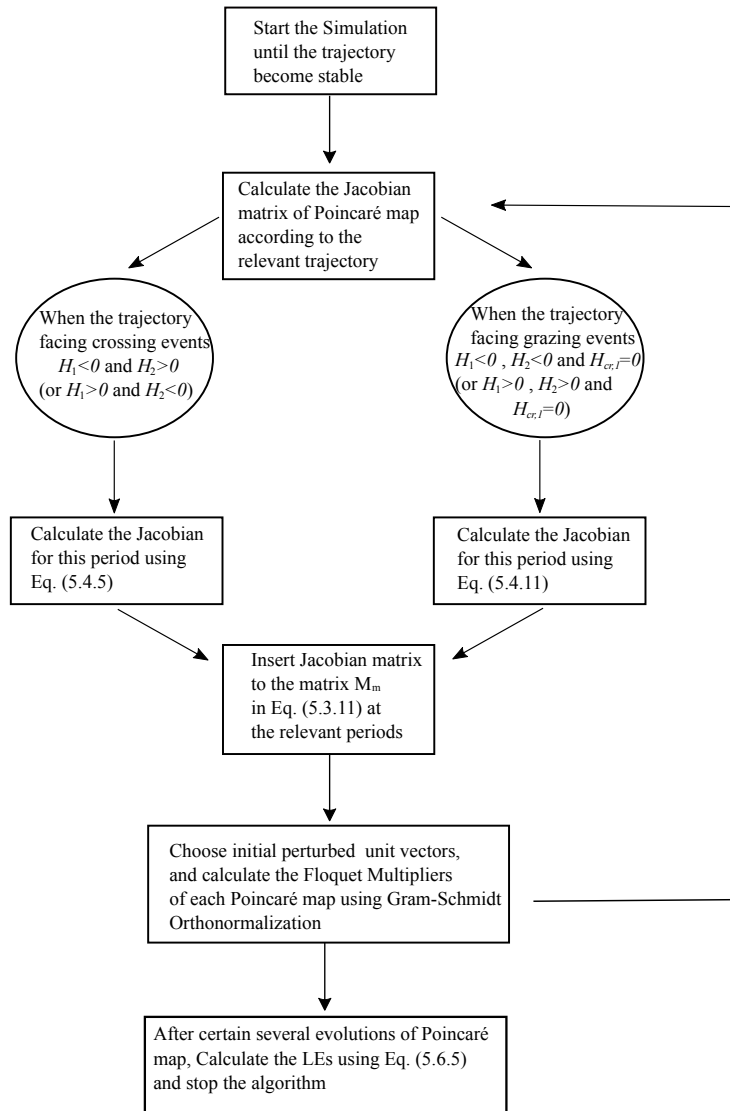 Start the Simulation
until the trajectory
become stable
Calculate the Jacobian
matrix of Poincaré map
according to the
relevant trajectory
When the trajectory
facing crossing events
H₁<0 and H₂>0
(or H₁>0 and H₂<0)
When the trajectory
facing grazing events
H₁<0 , H₂<0 and H_{cr,1}=0
(or H₁>0 , H₂>0 and
H_{cr,1}=0)
Calculate the Jacobian
for this period using
Eq. (5.4.5)
Calculate the Jacobian
for this period using
Eq. (5.4.11)
Insert Jacobian matrix
to the matrix Mₘ
in Eq. (5.3.11) at
the relevant periods
Choose initial perturbed unit vectors,
and calculate the Floquet Multipliers
of each Poincaré map using Gram-Schmidt
Orthonormalization
After certain several evolutions of Poincaré
map, Calculate the LEs using Eq. (5.6.5)
and stop the algorithm